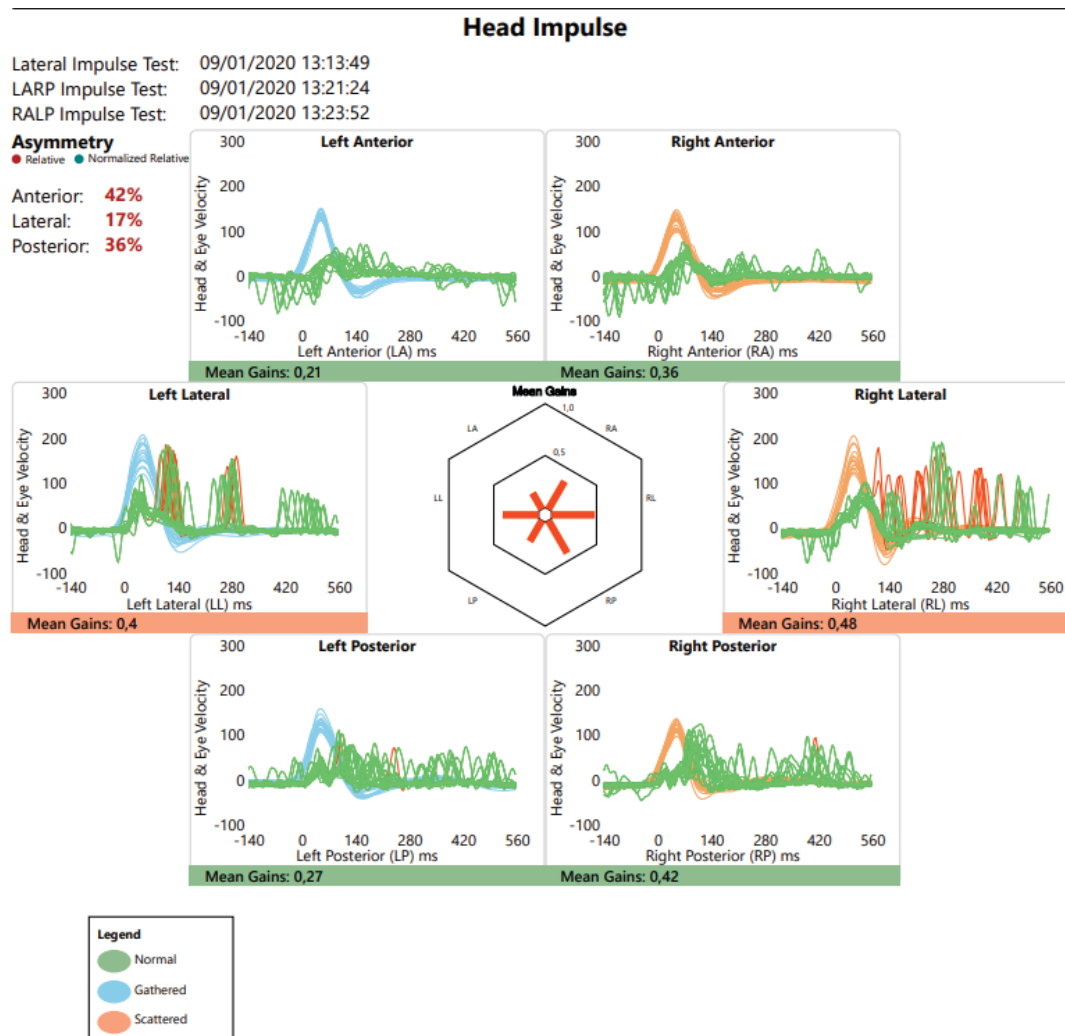 Head Impulse
Lateral Impulse Test: 09/01/2020 13:13:49
LARP Impulse Test: 09/01/2020 13:21:24
RALP Impulse Test: 09/01/2020 13:23:52
Asymmetry
Relative Normalized Relative
Anterior: 42%
Lateral: 17%
Posterior: 36%
Left Anterior
Head & Eye Velocity
300
200
100
0
-100
-140 0 140 280 420 560
Left Anterior (LA) ms
Mean Gains: 0,21
Right Anterior
Head & Eye Velocity
300
200
100
0
-100
-140 0 140 280 420 560
Right Anterior (RA) ms
Mean Gains: 0,36
Left Lateral
Head & Eye Velocity
300
200
100
0
-100
-140 0 140 280 420 560
Left Lateral (LL) ms
Mean Gains: 0,4
Mean Gains
1,0
LA RA
0,5
LL RL
LP RP
Right Lateral
Head & Eye Velocity
300
200
100
0
-100
-140 0 140 280 420 560
Right Lateral (RL) ms
Mean Gains: 0,48
Left Posterior
Head & Eye Velocity
300
200
100
0
-100
-140 0 140 280 420 560
Left Posterior (LP) ms
Mean Gains: 0,27
Right Posterior
Head & Eye Velocity
300
200
100
0
-100
-140 0 140 280 420 560
Right Posterior (RP) ms
Mean Gains: 0,42
Legend
Normal
Gathered
Scattered